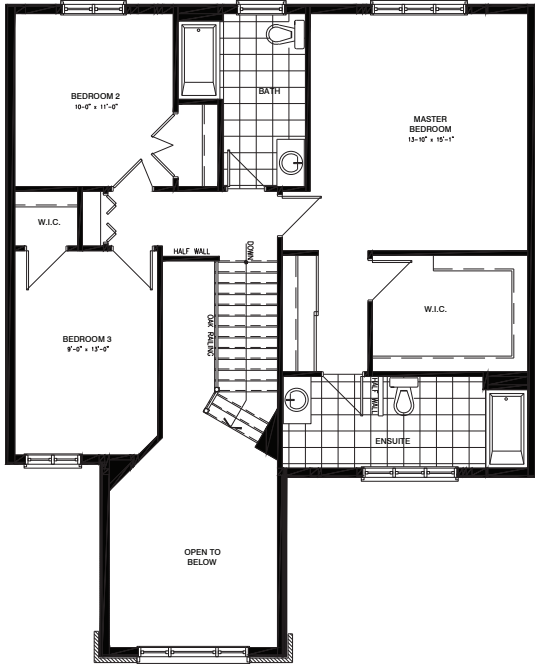 BEDROOM 2
10'-0" x 11'-0"
BATH
MASTER
BEDROOM
13'-10" x 15'-1"
W.I.C.
HALF WALL
DOWN
OAK RAILING
W.I.C.
BEDROOM 3
9'-0" x 13'-0"
HALF WALL
ENSUITE
OPEN TO
BELOW